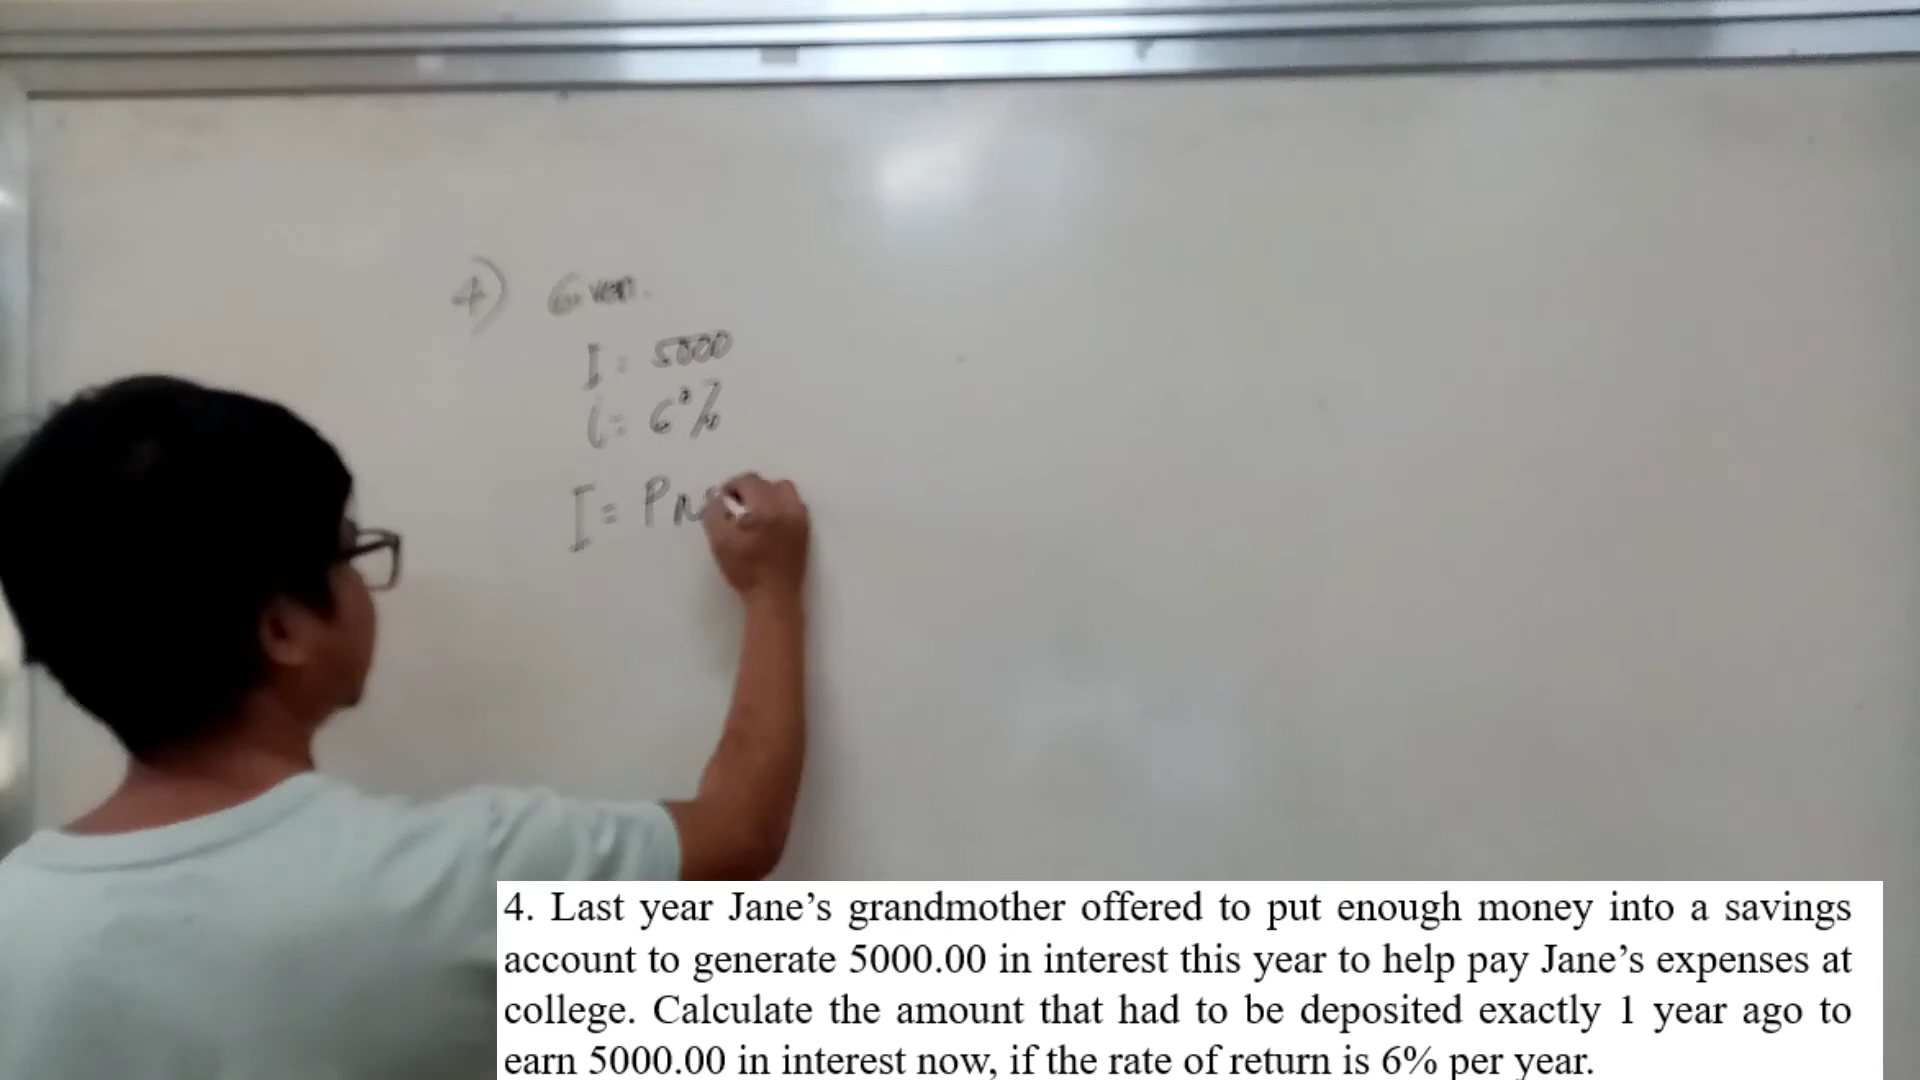 4) Given.
I = 5000
i = 6%
I = Pn
4. Last year Jane’s grandmother offered to put enough money into a savings
account to generate 5000.00 in interest this year to help pay Jane’s expenses at
college. Calculate the amount that had to be deposited exactly 1 year ago to
earn 5000.00 in interest now, if the rate of return is 6% per year.